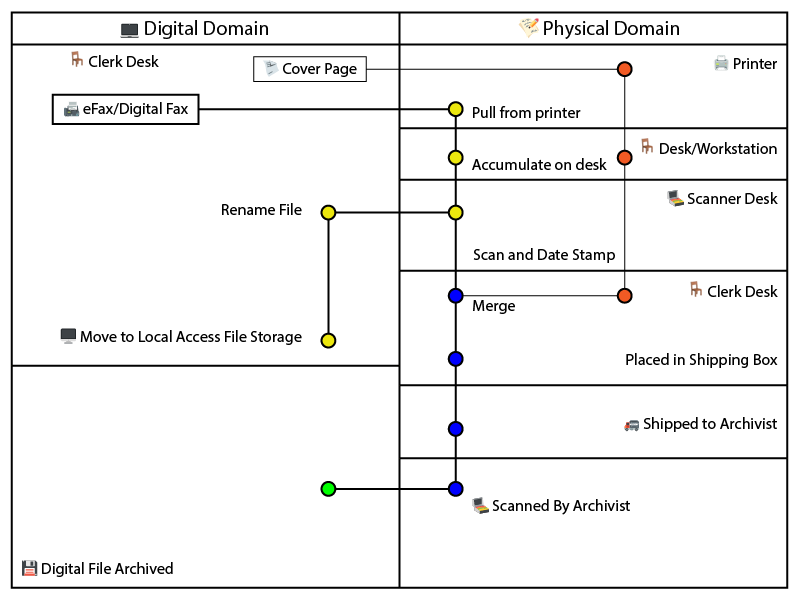 Digital Domain
Physical Domain
Clerk Desk
Cover Page
Printer
eFax/Digital Fax
Pull from printer
Desk/Workstation
Accumulate on desk
Scanner Desk
Rename File
Scan and Date Stamp
Clerk Desk
Merge
Move to Local Access File Storage
Placed in Shipping Box
Shipped to Archivist
Scanned By Archivist
Digital File Archived